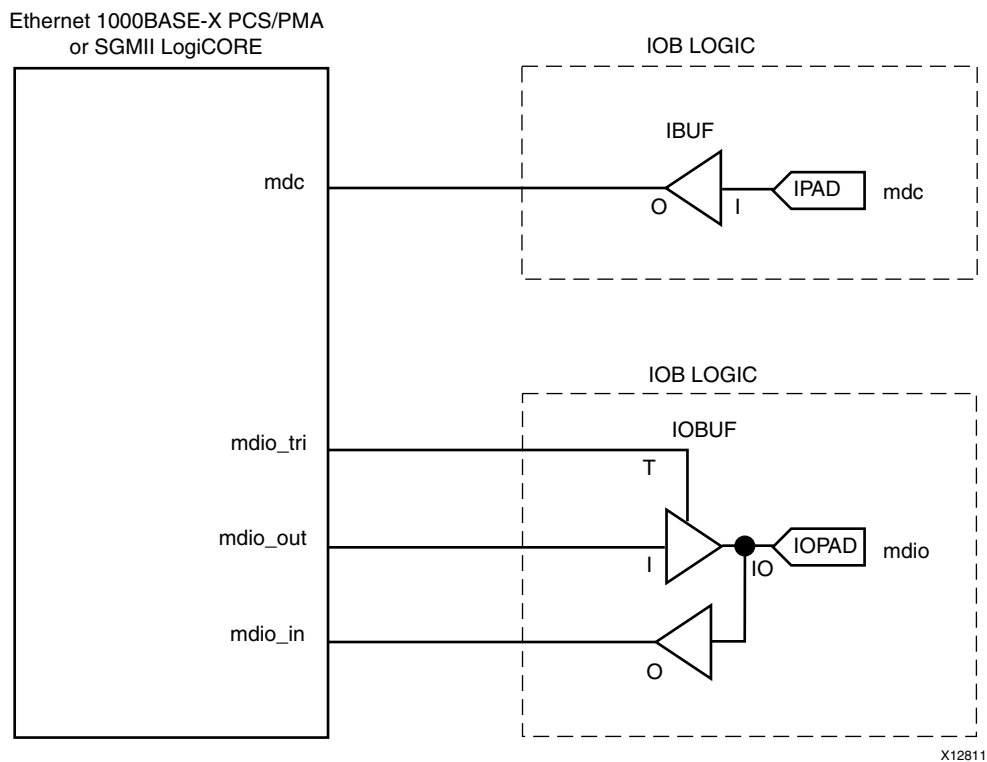 Ethernet 1000BASE-X PCS/PMA
or SGMII LogiCORE
IOB LOGIC
IBUF
mdc
O
I
IPAD
mdc
IOB LOGIC
IOBUF
mdio_tri
T
mdio_out
I
IO
IOPAD
mdio
mdio_in
O
X12811